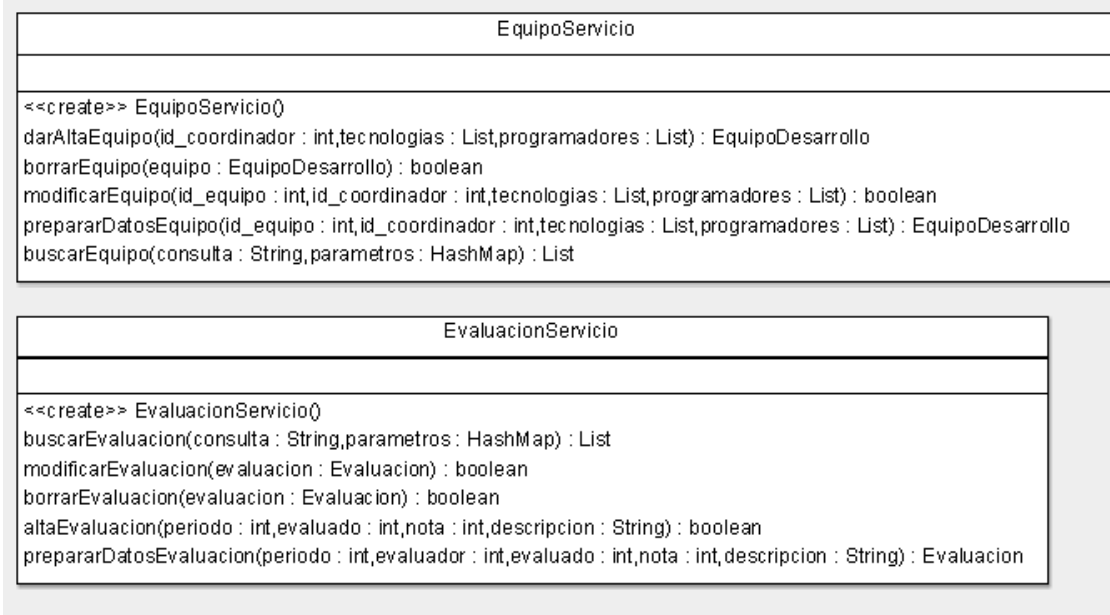 EquipoServicio
<<create>> EquipoServicio()
darAltaEquipo(id_coordinador : int,tecnologias : List,programadores : List) : EquipoDesarrollo
borrarEquipo(equipo : EquipoDesarrollo) : boolean
modificarEquipo(id_equipo : int,id_coordinador : int,tecnologias : List,programadores : List) : boolean
prepararDatosEquipo(id_equipo : int,id_coordinador : int,tecnologias : List,programadores : List) : EquipoDesarrollo
buscarEquipo(consulta : String,parametros : HashMap) : List
EvaluacionServicio
<<create>> EvaluacionServicio()
buscarEvaluacion(consulta : String,parametros : HashMap) : List
modificarEvaluacion(evaluacion : Evaluacion) : boolean
borrarEvaluacion(evaluacion : Evaluacion) : boolean
altaEvaluacion(periodo : int,evaluado : int,nota : int,descripcion : String) : boolean
prepararDatosEvaluacion(periodo : int,evaluador : int,evaluado : int,nota : int,descripcion : String) : Evaluacion